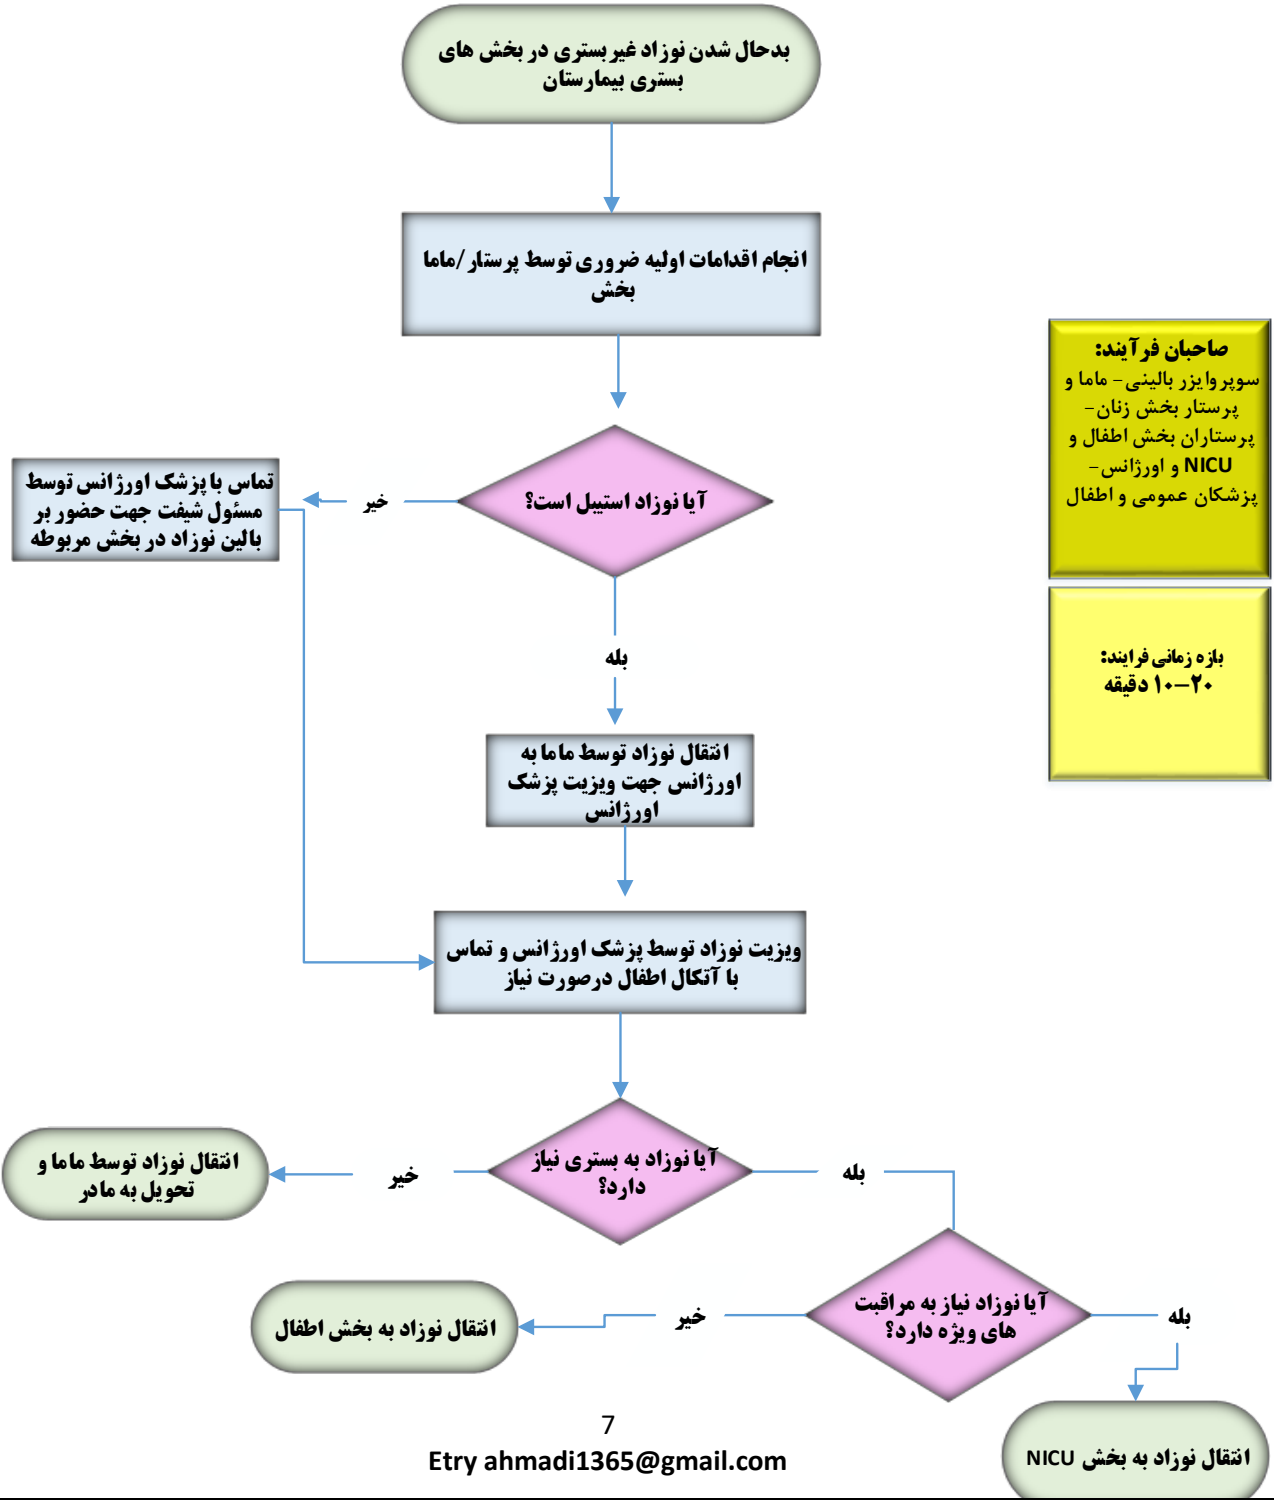 بدحال شدن نوزاد غیربستری در بخش های
بستری بیمارستان
انجام اقدامات اولیه ضروری توسط پرستار/ماما
بخش
صاحبان فرآیند:
سوپروایزر بالینی- ماما و
پرستار بخش زنان-
پرستاران بخش اطفال و
NICU و اورژانس-
پزشکان عمومی و اطفال
آیا نوزاد استیبل است؟
خیر
تماس با پزشک اورژانس توسط
مسئول شیفت جهت حضور بر
بالین نوزاد در بخش مربوطه
بله
بازه زمانی فرایند:
۲۰-۱۰ دقیقه
انتقال نوزاد توسط ماما به
اورژانس جهت ویزیت پزشک
اورژانس
ویزیت نوزاد توسط پزشک اورژانس و تماس
با آنکال اطفال درصورت نیاز
آیا نوزاد به بستری نیاز
دارد؟
خیر
انتقال نوزاد توسط ماما و
تحویل به مادر
بله
آیا نوزاد نیاز به مراقبت
های ویژه دارد؟
خیر
انتقال نوزاد به بخش اطفال
بله
انتقال نوزاد به بخش NICU
7
Etry ahmadi1365@gmail.com